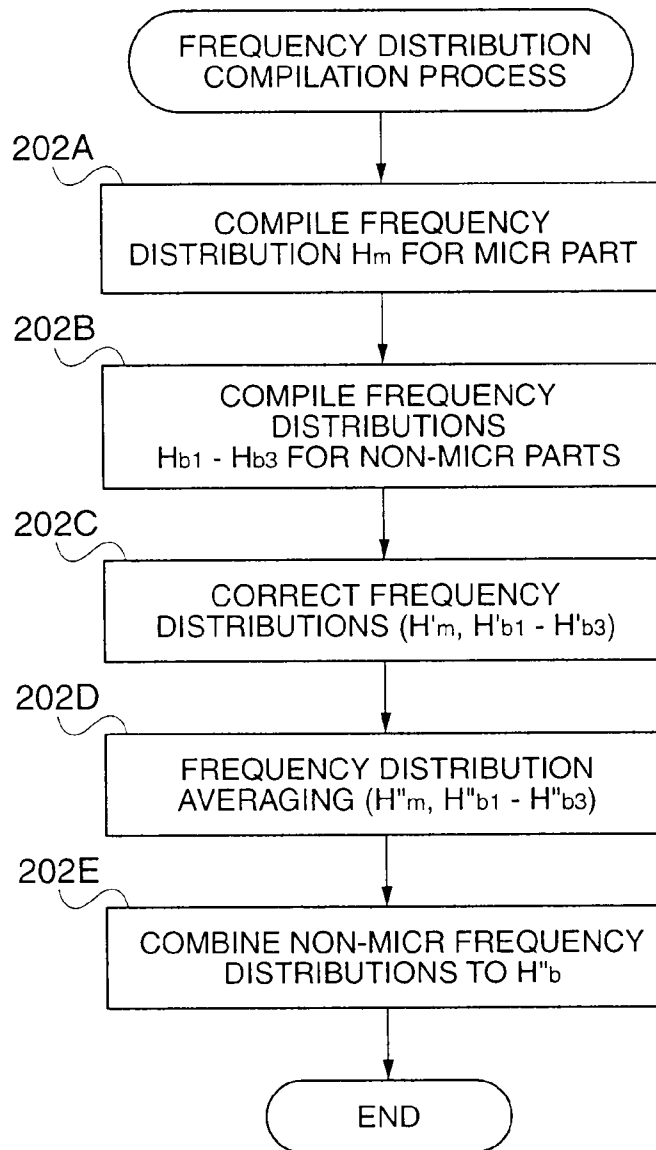 FREQUENCY DISTRIBUTION
COMPILATION PROCESS
202A
COMPILE FREQUENCY
DISTRIBUTION Hm FOR MICR PART
202B
COMPILE FREQUENCY
DISTRIBUTIONS
Hb1 - Hb3 FOR NON-MICR PARTS
202C
CORRECT FREQUENCY
DISTRIBUTIONS (H'm, H'b1 - H'b3)
202D
FREQUENCY DISTRIBUTION
AVERAGING (H"m, H"b1 - H"b3)
202E
COMBINE NON-MICR FREQUENCY
DISTRIBUTIONS TO H"b
END